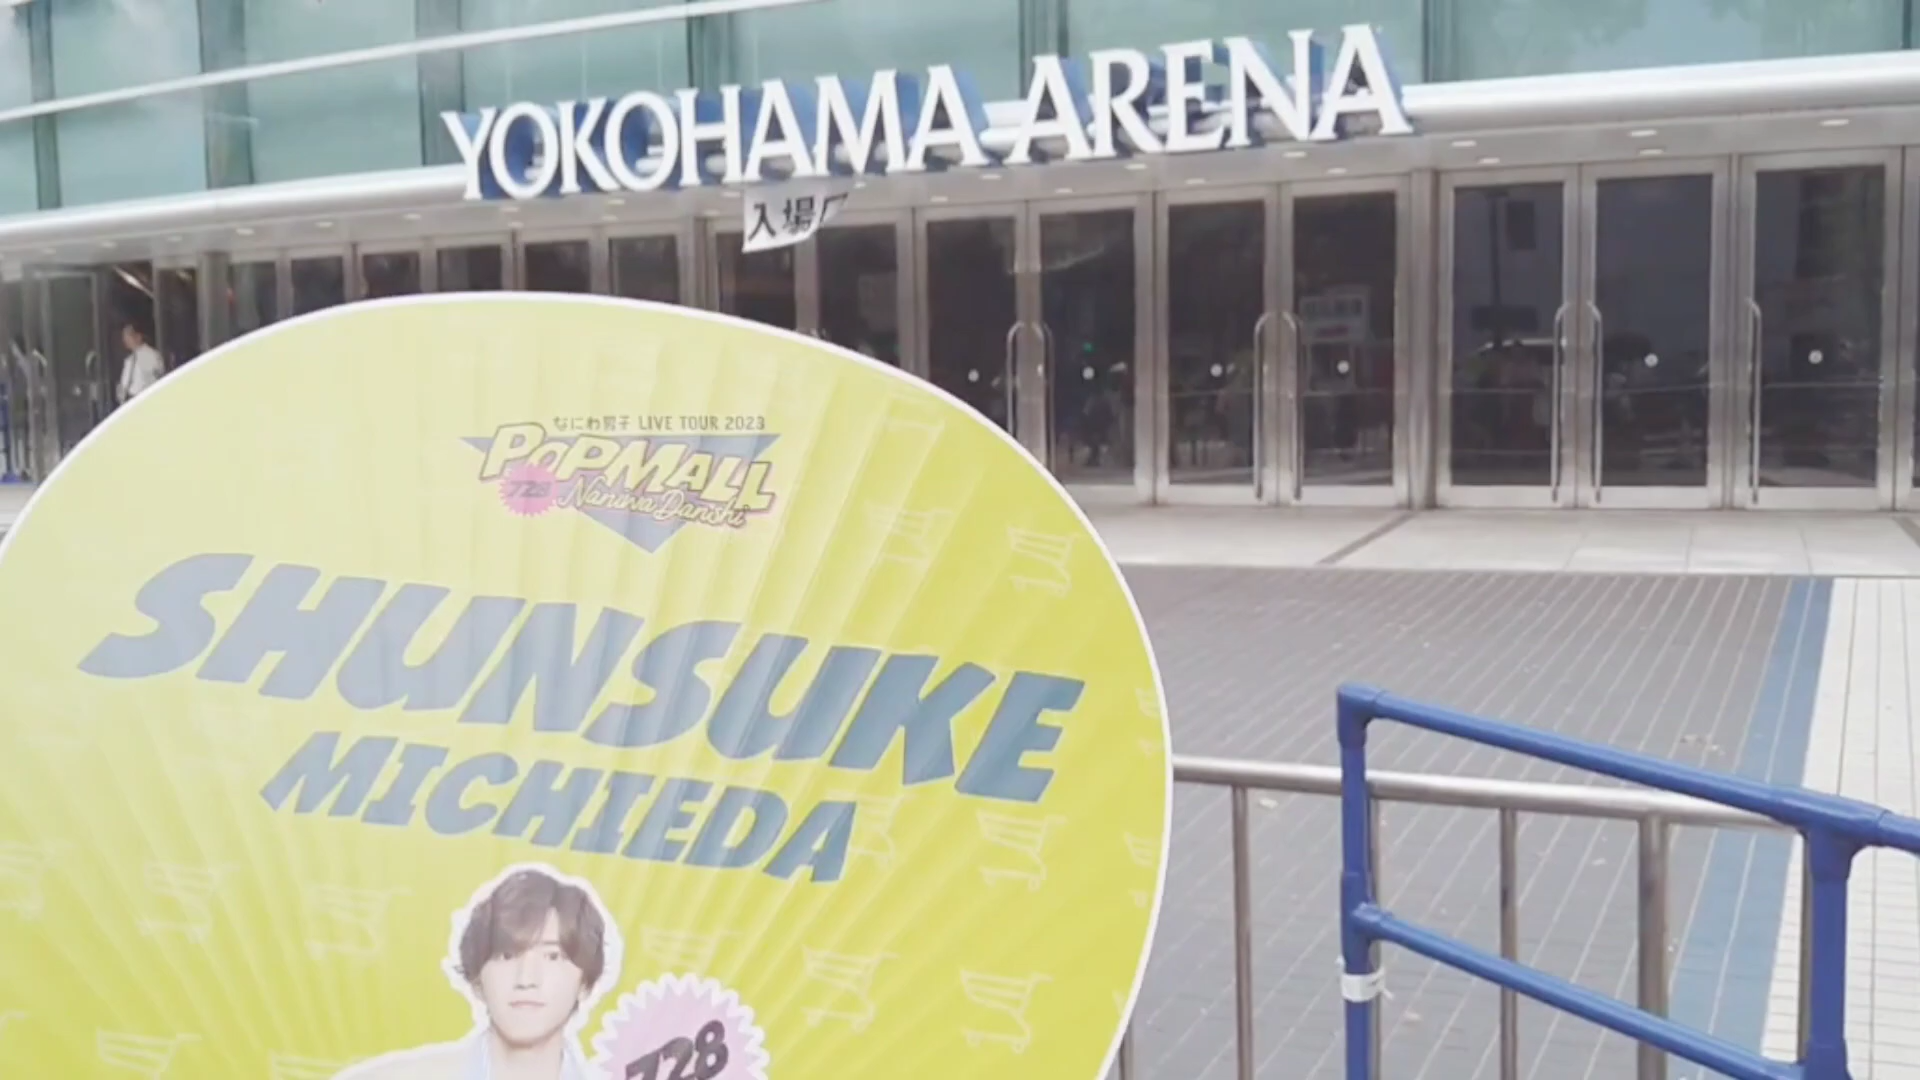 YOKOHAMA ARENA
入場
なにわ男子 LIVE TOUR 2023
POPMALL
728
Naniwa Danshi
SHUNSUKE
MICHIEDA
728